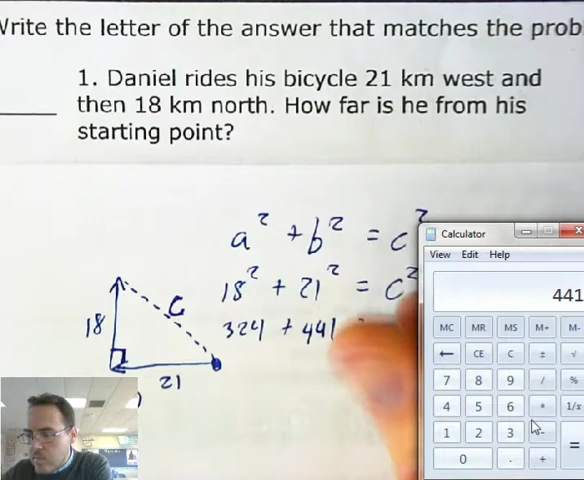 Write the letter of the answer that matches the prob
1. Daniel rides his bicycle 21 km west and
then 18 km north. How far is he from his
starting point?
a² + b² = c²
18² + 21² = c²
324 + 441
18
C
21
Calculator
View Edit Help
441
MC MR MS M+ M-
← CE C ± √
7 8 9 / %
4 5 6 * 1/x
1 2 3 - =
0 . +